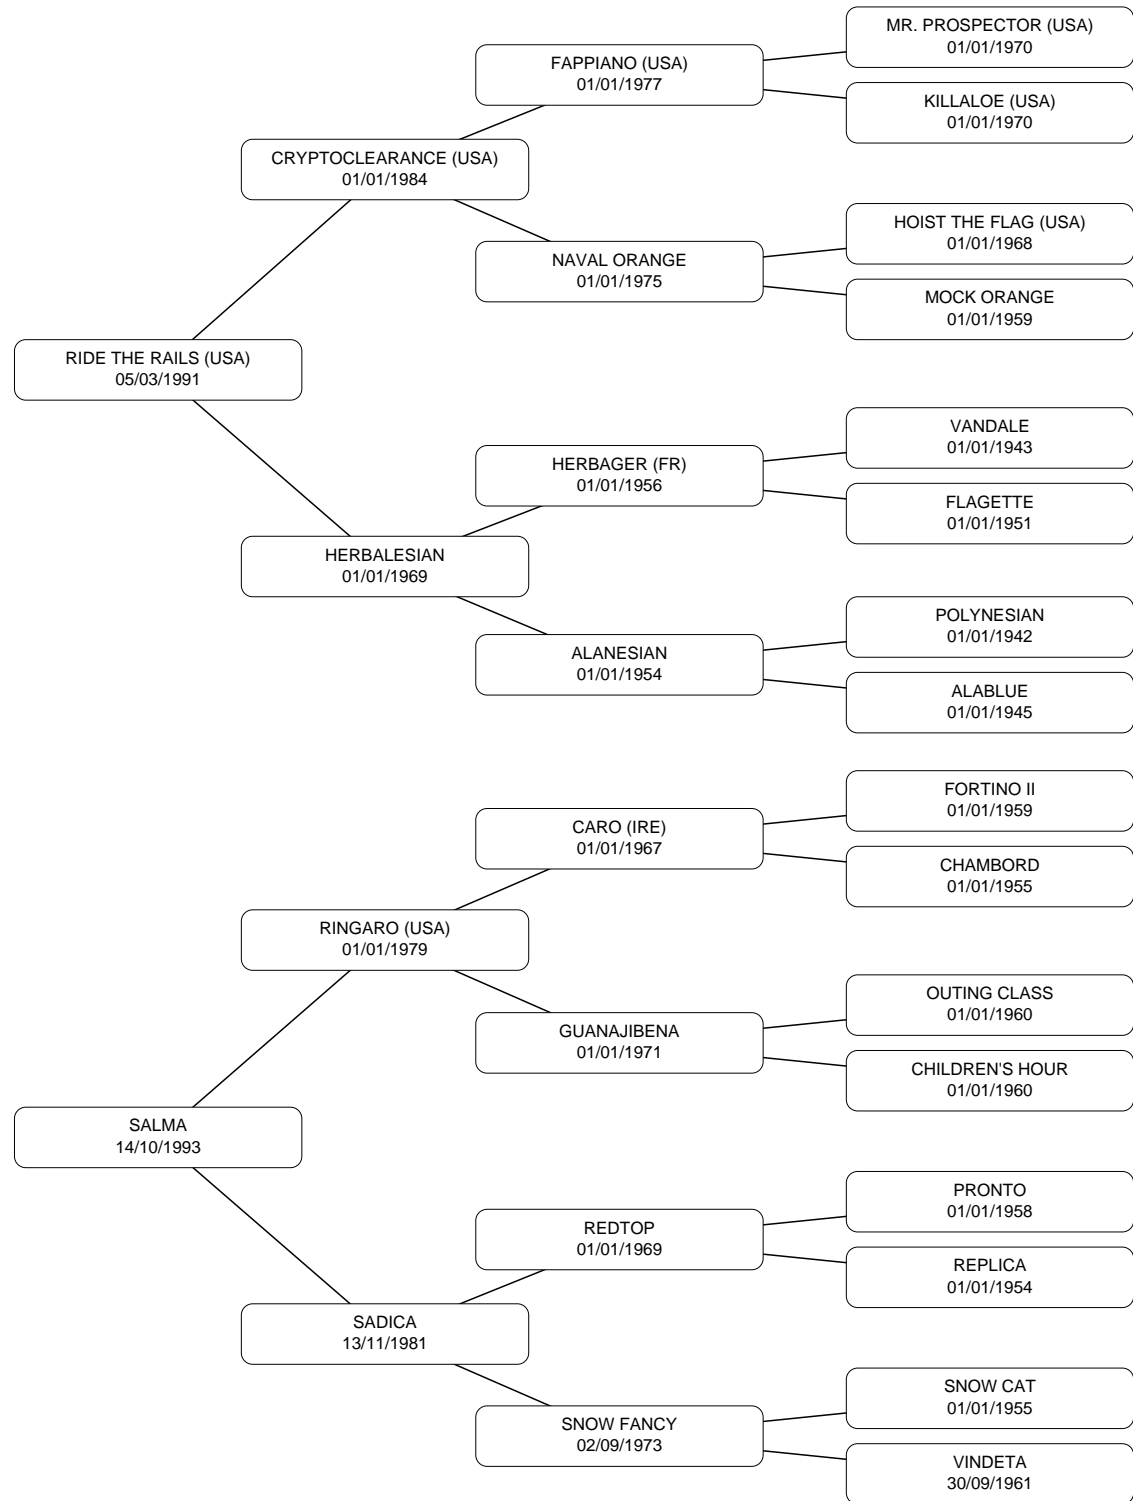 MR. PROSPECTOR (USA)
01/01/1970
FAPPIANO (USA)
01/01/1977
KILLALOE (USA)
01/01/1970
CRYPTOCLEARANCE (USA)
01/01/1984
HOIST THE FLAG (USA)
01/01/1968
NAVAL ORANGE
01/01/1975
MOCK ORANGE
01/01/1959
RIDE THE RAILS (USA)
05/03/1991
VANDALE
01/01/1943
HERBAGER (FR)
01/01/1956
FLAGETTE
01/01/1951
HERBALESIAN
01/01/1969
POLYNESIAN
01/01/1942
ALANESIAN
01/01/1954
ALABLUE
01/01/1945
FORTINO II
01/01/1959
CARO (IRE)
01/01/1967
CHAMBORD
01/01/1955
RINGARO (USA)
01/01/1979
OUTING CLASS
01/01/1960
GUANAJIBENA
01/01/1971
CHILDREN'S HOUR
01/01/1960
SALMA
14/10/1993
PRONTO
01/01/1958
REDTOP
01/01/1969
REPLICA
01/01/1954
SADICA
13/11/1981
SNOW CAT
01/01/1955
SNOW FANCY
02/09/1973
VINDETA
30/09/1961